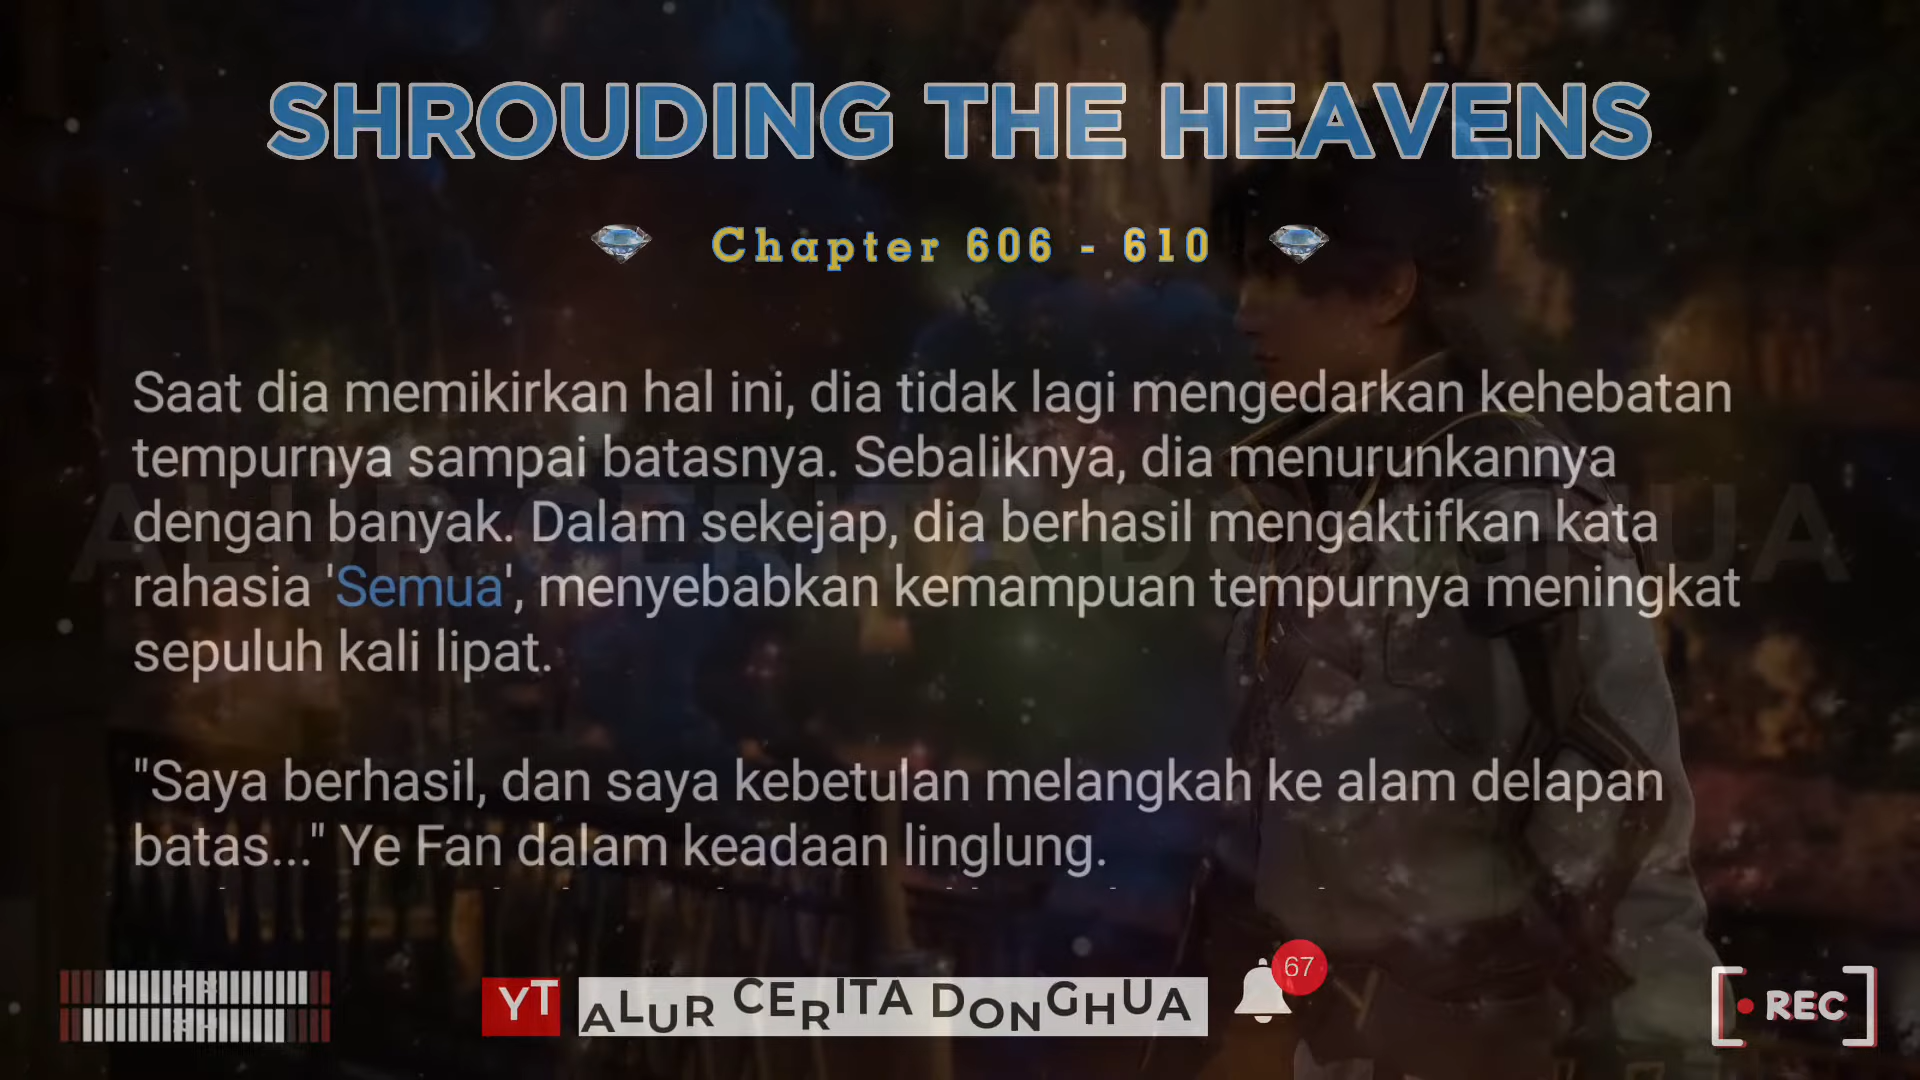 SHROUDING THE HEAVENS
Chapter 606 - 610
Saat dia memikirkan hal ini, dia tidak lagi mengedarkan kehebatan
tempurnya sampai batasnya. Sebaliknya, dia menurunkannya
dengan banyak. Dalam sekejap, dia berhasil mengaktifkan kata
rahasia 'Semua', menyebabkan kemampuan tempurnya meningkat
sepuluh kali lipat.
"Saya berhasil, dan saya kebetulan melangkah ke alam delapan
batas..." Ye Fan dalam keadaan linglung.
ALUR CERITA DONGHUA
YT ALUR CERITA DONGHUA
67
REC